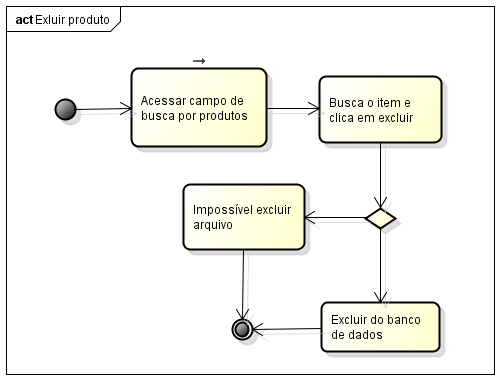 act Exluir produto
Acessar campo de
busca por produtos
Busca o item e
clica em excluir
Impossível excluir
arquivo
Excluir do banco
de dados